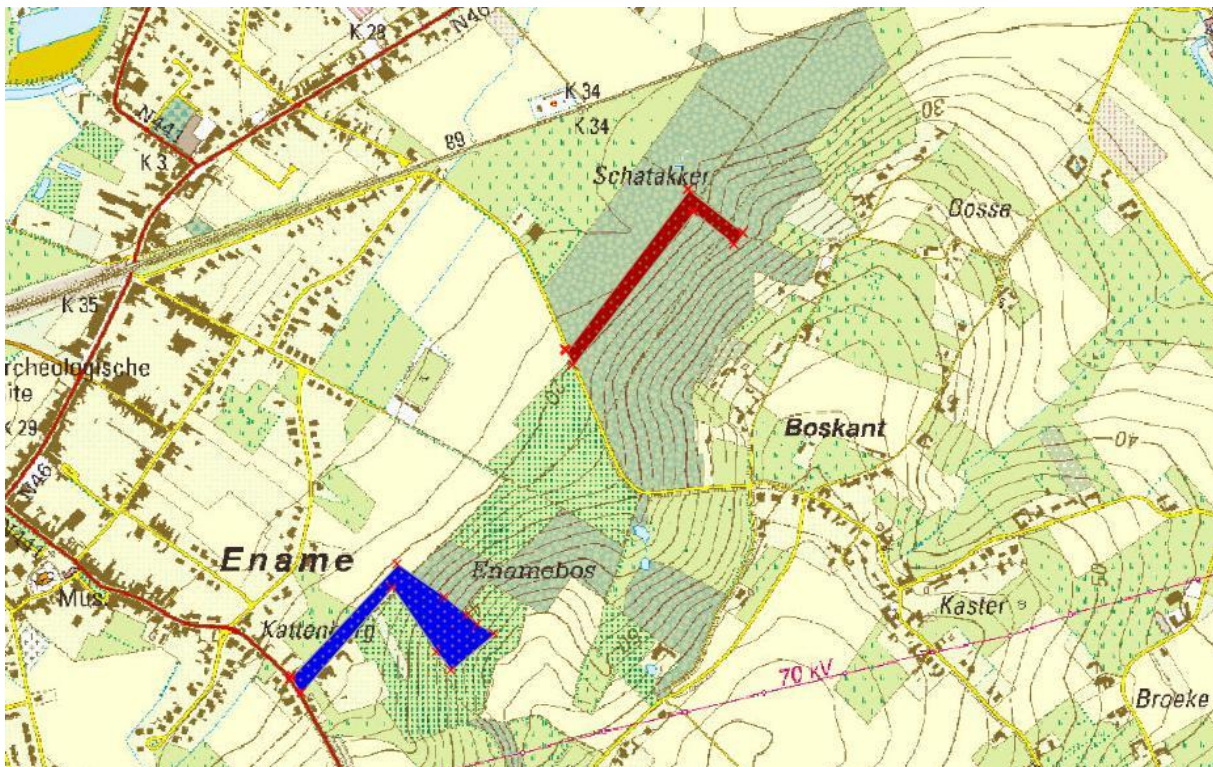 K 28
N46
N441
K 34
K 34
K 3
89
Schatakker
30
K 35
rcheologische
ite
29
N46
Boskant
40
Ename
Enamebos
Mus.
Kattenberg
50
Kaster
70 kV
Broeke